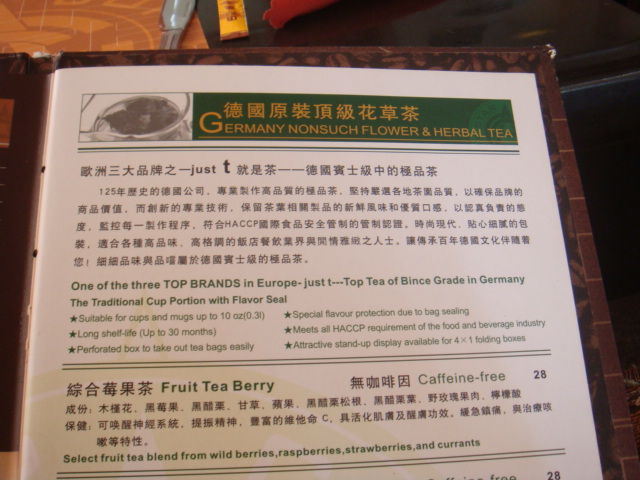 德國原裝頂級花草茶
GERMANY NONSUCH FLOWER & HERBAL TEA
歐洲三大品牌之一just t 就是茶——德國賓士級中的極品茶
125年歷史的德國公司，專業製作高品質的極品茶，堅持嚴選各地茶園品質，以確保品牌的
商品價值，而創新的專業技術，保留茶葉相關製品的新鮮風味和優質口感，以認真負責的態
度，監控每一製作程序，符合HACCP國際食品安全管制的管制認證。時尚現代，貼心細膩的包
裝，適合各種高品味、高格調的飯店餐飲業界與閒情雅緻之人士。讓傳承百年德國文化伴隨着
您！細細品味與品嚐屬於德國賓士級的極品茶。
One of the three TOP BRANDS in Europe- just t---Top Tea of Bince Grade in Germany
The Traditional Cup Portion with Flavor Seal
★Suitable for cups and mugs up to 10 oz(0.3l) ★Special flavour protection due to bag sealing
★Long shelf-life (Up to 30 months) ★Meets all HACCP requirement of the food and beverage industry
★Perforated box to take out tea bags easily ★Attractive stand-up display available for 4×1 folding boxes
綜合莓果茶 Fruit Tea Berry 無咖啡因 Caffeine-free 28
成份：木槿花、黑莓果、黑醋栗、甘草、蘋果、黑醋栗松根、黑醋栗葉、野玫瑰果肉、檸檬酸
保健：可喚醒神經系統，提振精神，豐富的維他命 C，具活化肌膚及醒膚功效。緩急鎮痛，與治療咳
嗽等特性。
Select fruit tea blend from wild berries,raspberries,strawberries,and currants
Caffeine-free 28